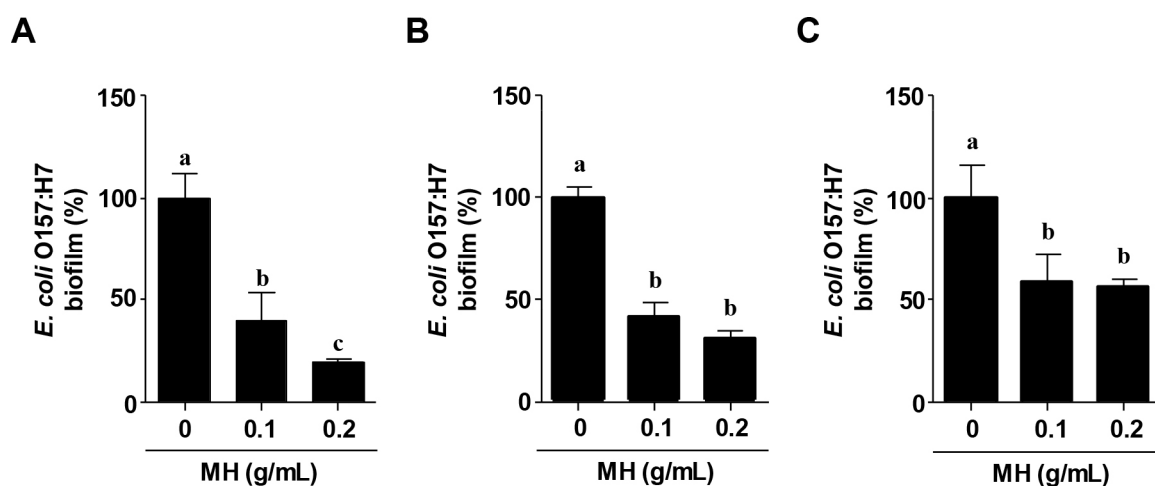 A
E. coli O157:H7
biofilm (%)
150
100
50
0
a
b
c
0 0.1 0.2
MH (g/mL)
B
E. coli O157:H7
biofilm (%)
150
100
50
0
a
b
b
0 0.1 0.2
MH (g/mL)
C
E. coli O157:H7
biofilm (%)
150
100
50
0
a
b
b
0 0.1 0.2
MH (g/mL)